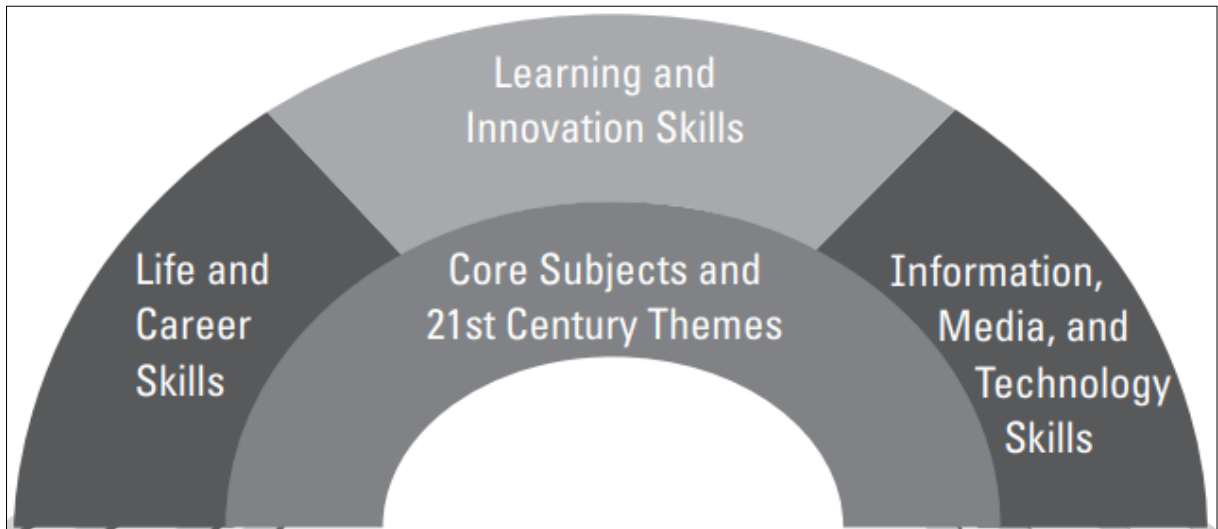 Learning and
Innovation Skills
Life and
Career
Skills
Core Subjects and
21st Century Themes
Information,
Media, and
Technology
Skills